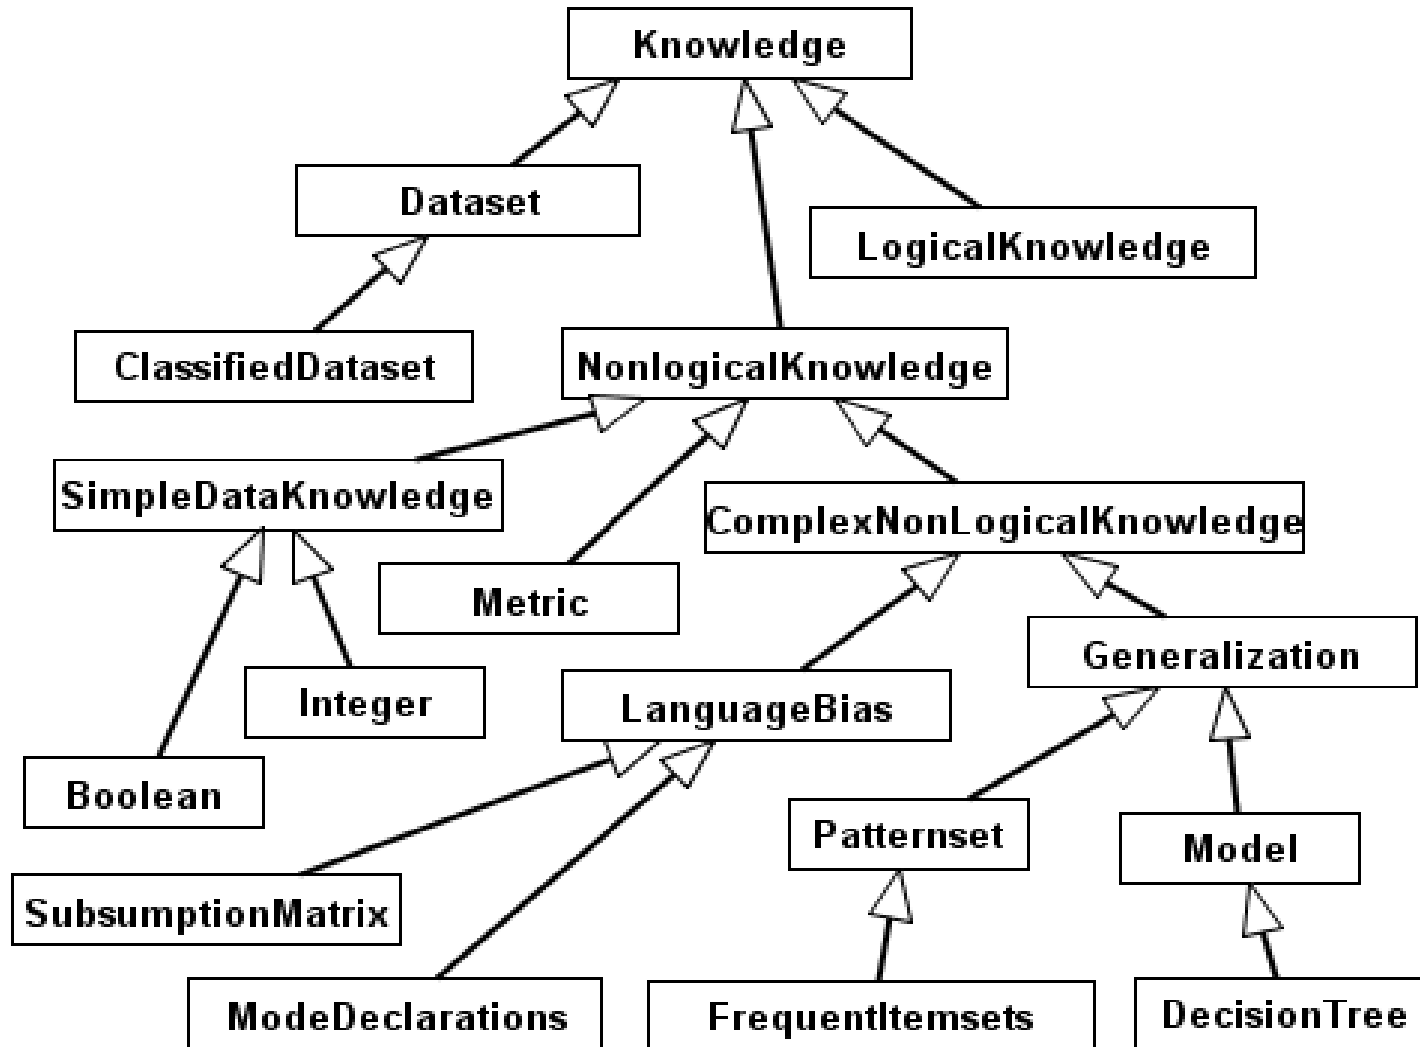 Knowledge
Dataset
LogicalKnowledge
ClassifiedDataset
NonlogicalKnowledge
SimpleDataKnowledge
ComplexNonLogicalKnowledge
Metric
Generalization
Integer
LanguageBias
Boolean
Patternset
Model
SubsumptionMatrix
ModeDeclarations
FrequentItemsets
DecisionTree